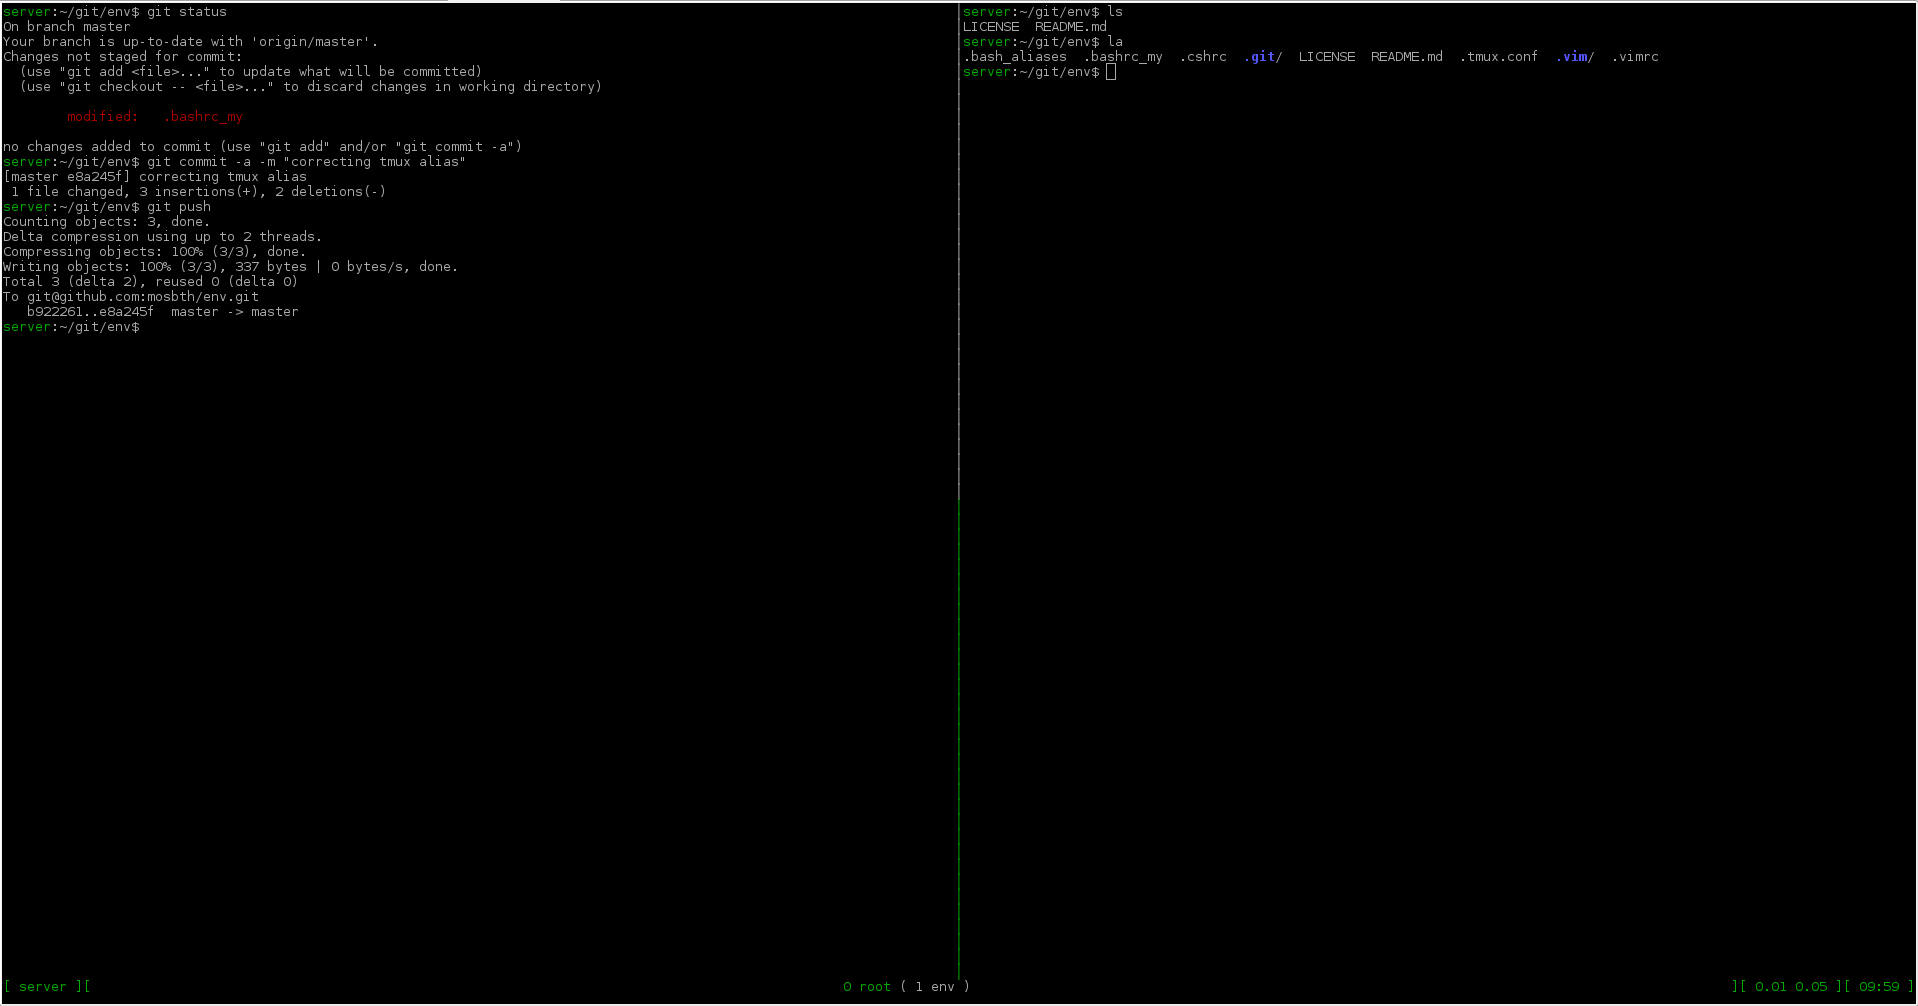 server:~/git/env$ git status
On branch master
Your branch is up-to-date with 'origin/master'.
Changes not staged for commit:
  (use "git add <file>..." to update what will be committed)
  (use "git checkout -- <file>..." to discard changes in working directory)

        modified:   .bashrc_my

no changes added to commit (use "git add" and/or "git commit -a")
server:~/git/env$ git commit -a -m "correcting tmux alias"
[master e8a245f] correcting tmux alias
 1 file changed, 3 insertions(+), 2 deletions(-)
server:~/git/env$ git push
Counting objects: 3, done.
Delta compression using up to 2 threads.
Compressing objects: 100% (3/3), done.
Writing objects: 100% (3/3), 337 bytes | 0 bytes/s, done.
Total 3 (delta 2), reused 0 (delta 0)
To git@github.com:mosbth/env.git
   b922261..e8a245f  master -> master
server:~/git/env$
server:~/git/env$ ls
LICENSE  README.md
server:~/git/env$ la
.bash_aliases  .bashrc_my  .cshrc  .git/  LICENSE  README.md  .tmux.conf  .vim/  .vimrc
server:~/git/env$
[ server ][ 0 root ( 1 env ) ][ 0.01 0.05 ][ 09:59 ]